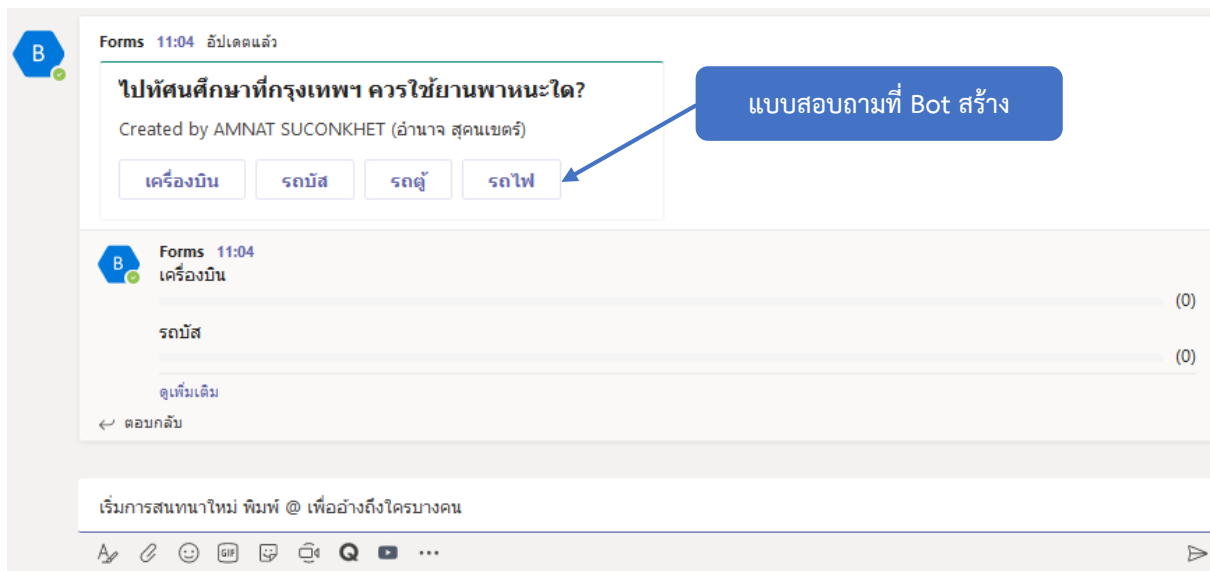 B
Forms 11:04 อัปเดตแล้ว
ไปทัศนศึกษาที่กรุงเทพฯ ควรใช้ยานพาหนะใด?
Created by AMNAT SUCONKHET (อำนาจ สุคนเขตร์)
เครื่องบิน รถบัส รถตู้ รถไฟ
แบบสอบถามที่ Bot สร้าง
B
Forms 11:04
เครื่องบิน
(0)
รถบัส
(0)
ดูเพิ่มเติม
ตอบกลับ
เริ่มการสนทนาใหม่ พิมพ์ @ เพื่ออ้างถึงใครบางคน
GIF
Q